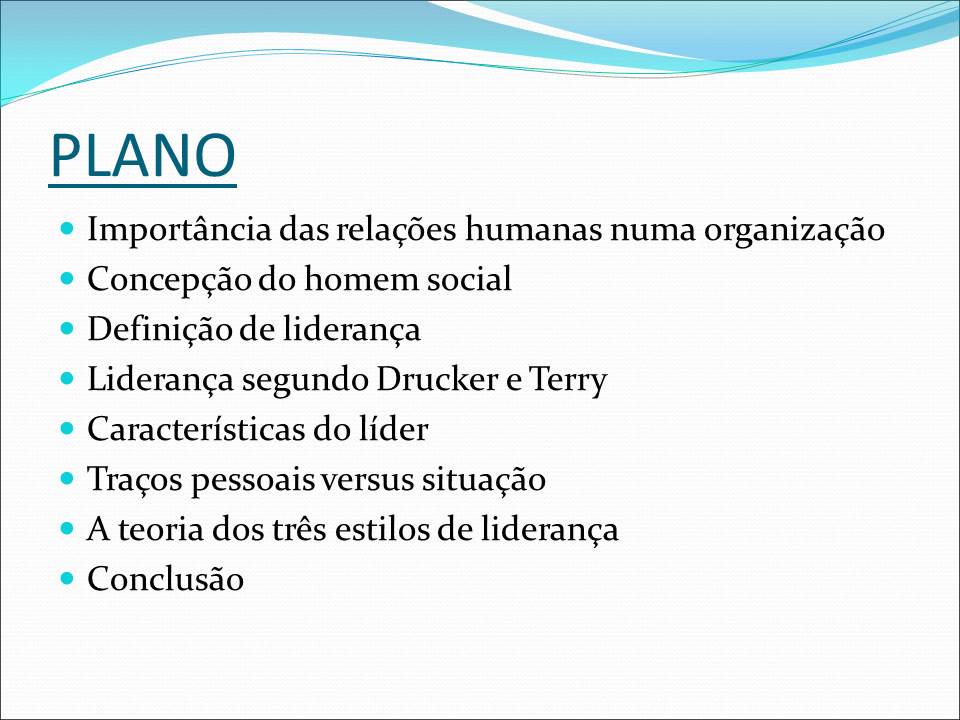 PLANO
Importância das relações humanas numa organização
Concepção do homem social
Definição de liderança
Liderança segundo Drucker e Terry
Características do líder
Traços pessoais versus situação
A teoria dos três estilos de liderança
Conclusão